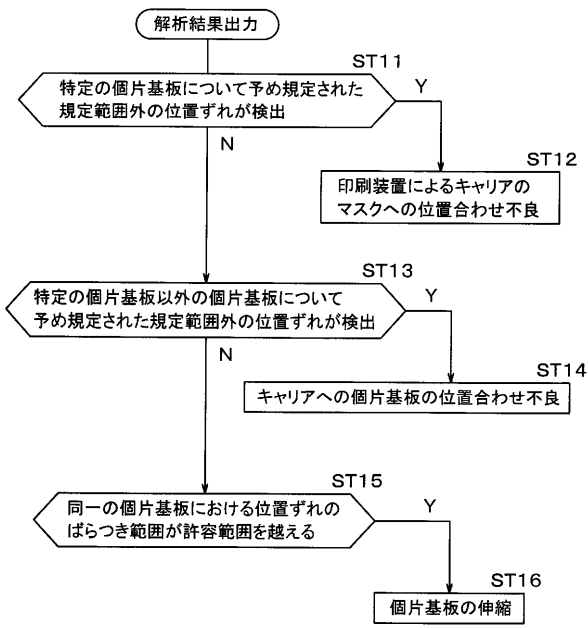 解析結果出力
ST11
特定の個片基板について予め規定された
規定範囲外の位置ずれが検出
Y
N
ST12
印刷装置によるキャリアの
マスクへの位置合わせ不良
ST13
特定の個片基板以外の個片基板について
予め規定された規定範囲外の位置ずれが検出
Y
N
ST14
キャリアへの個片基板の位置合わせ不良
ST15
同一の個片基板における位置ずれの
ばらつき範囲が許容範囲を越える
Y
ST16
個片基板の伸縮